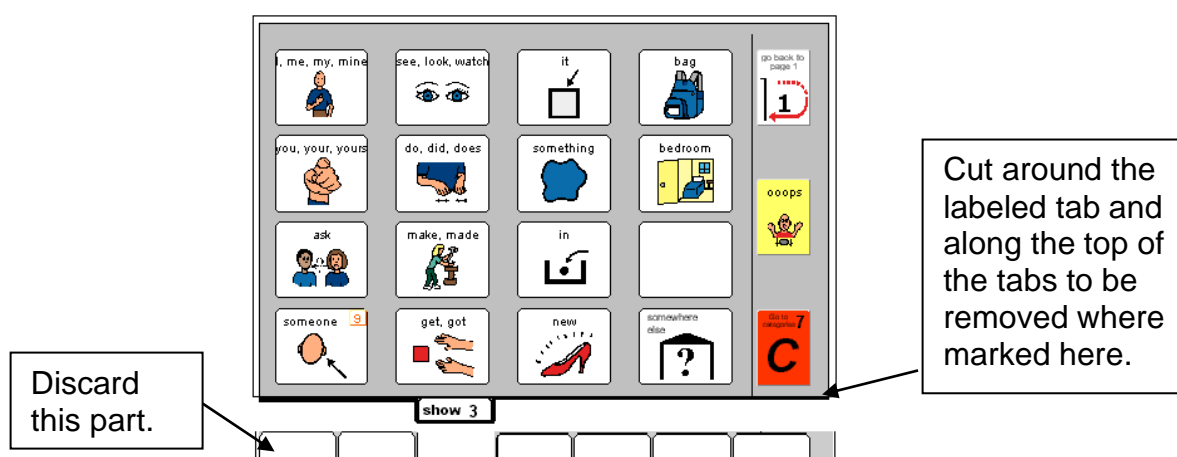 I, me, my, mine
see, look, watch
it
bag
go back to
page 1
1
you, your, yours
do, did, does
something
bedroom
ooops
ask
make, made
in
someone 9
get, got
new
somewhere
else
?
Go to
categories 7
C
show 3
Discard
this part.
Cut around the
labeled tab and
along the top of
the tabs to be
removed where
marked here.